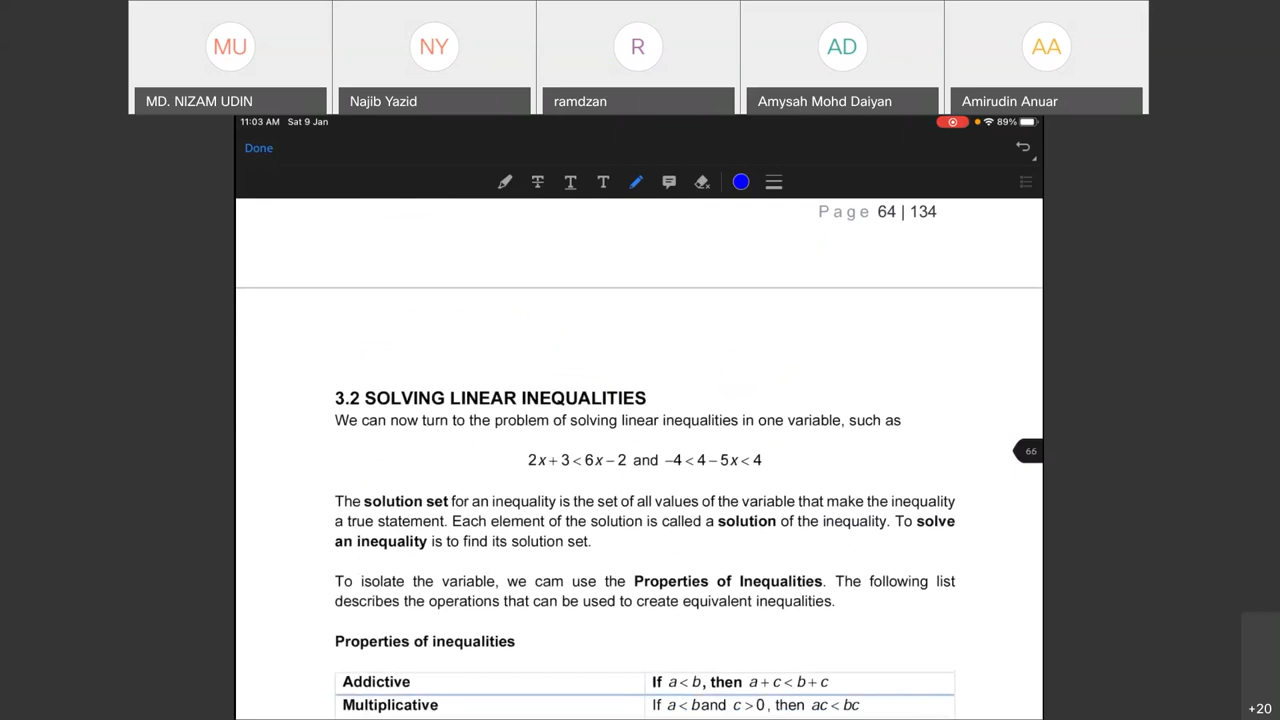 MU
NY
R
AD
AA
MD. NIZAM UDIN
Najib Yazid
ramdzan
Amysah Mohd Daiyan
Amirudin Anuar
11:03 AM Sat 9 Jan
89%
Done
T T T
Page 64 | 134
3.2 SOLVING LINEAR INEQUALITIES
We can now turn to the problem of solving linear inequalities in one variable, such as
2x + 3 < 6x − 2 and −4 < 4 − 5x < 4
66
The solution set for an inequality is the set of all values of the variable that make the inequality
a true statement. Each element of the solution is called a solution of the inequality. To solve
an inequality is to find its solution set.
To isolate the variable, we cam use the Properties of Inequalities. The following list
describes the operations that can be used to create equivalent inequalities.
Properties of inequalities
Addictive If a < b, then a + c < b + c
Multiplicative If a < b and c > 0, then ac < bc
+20